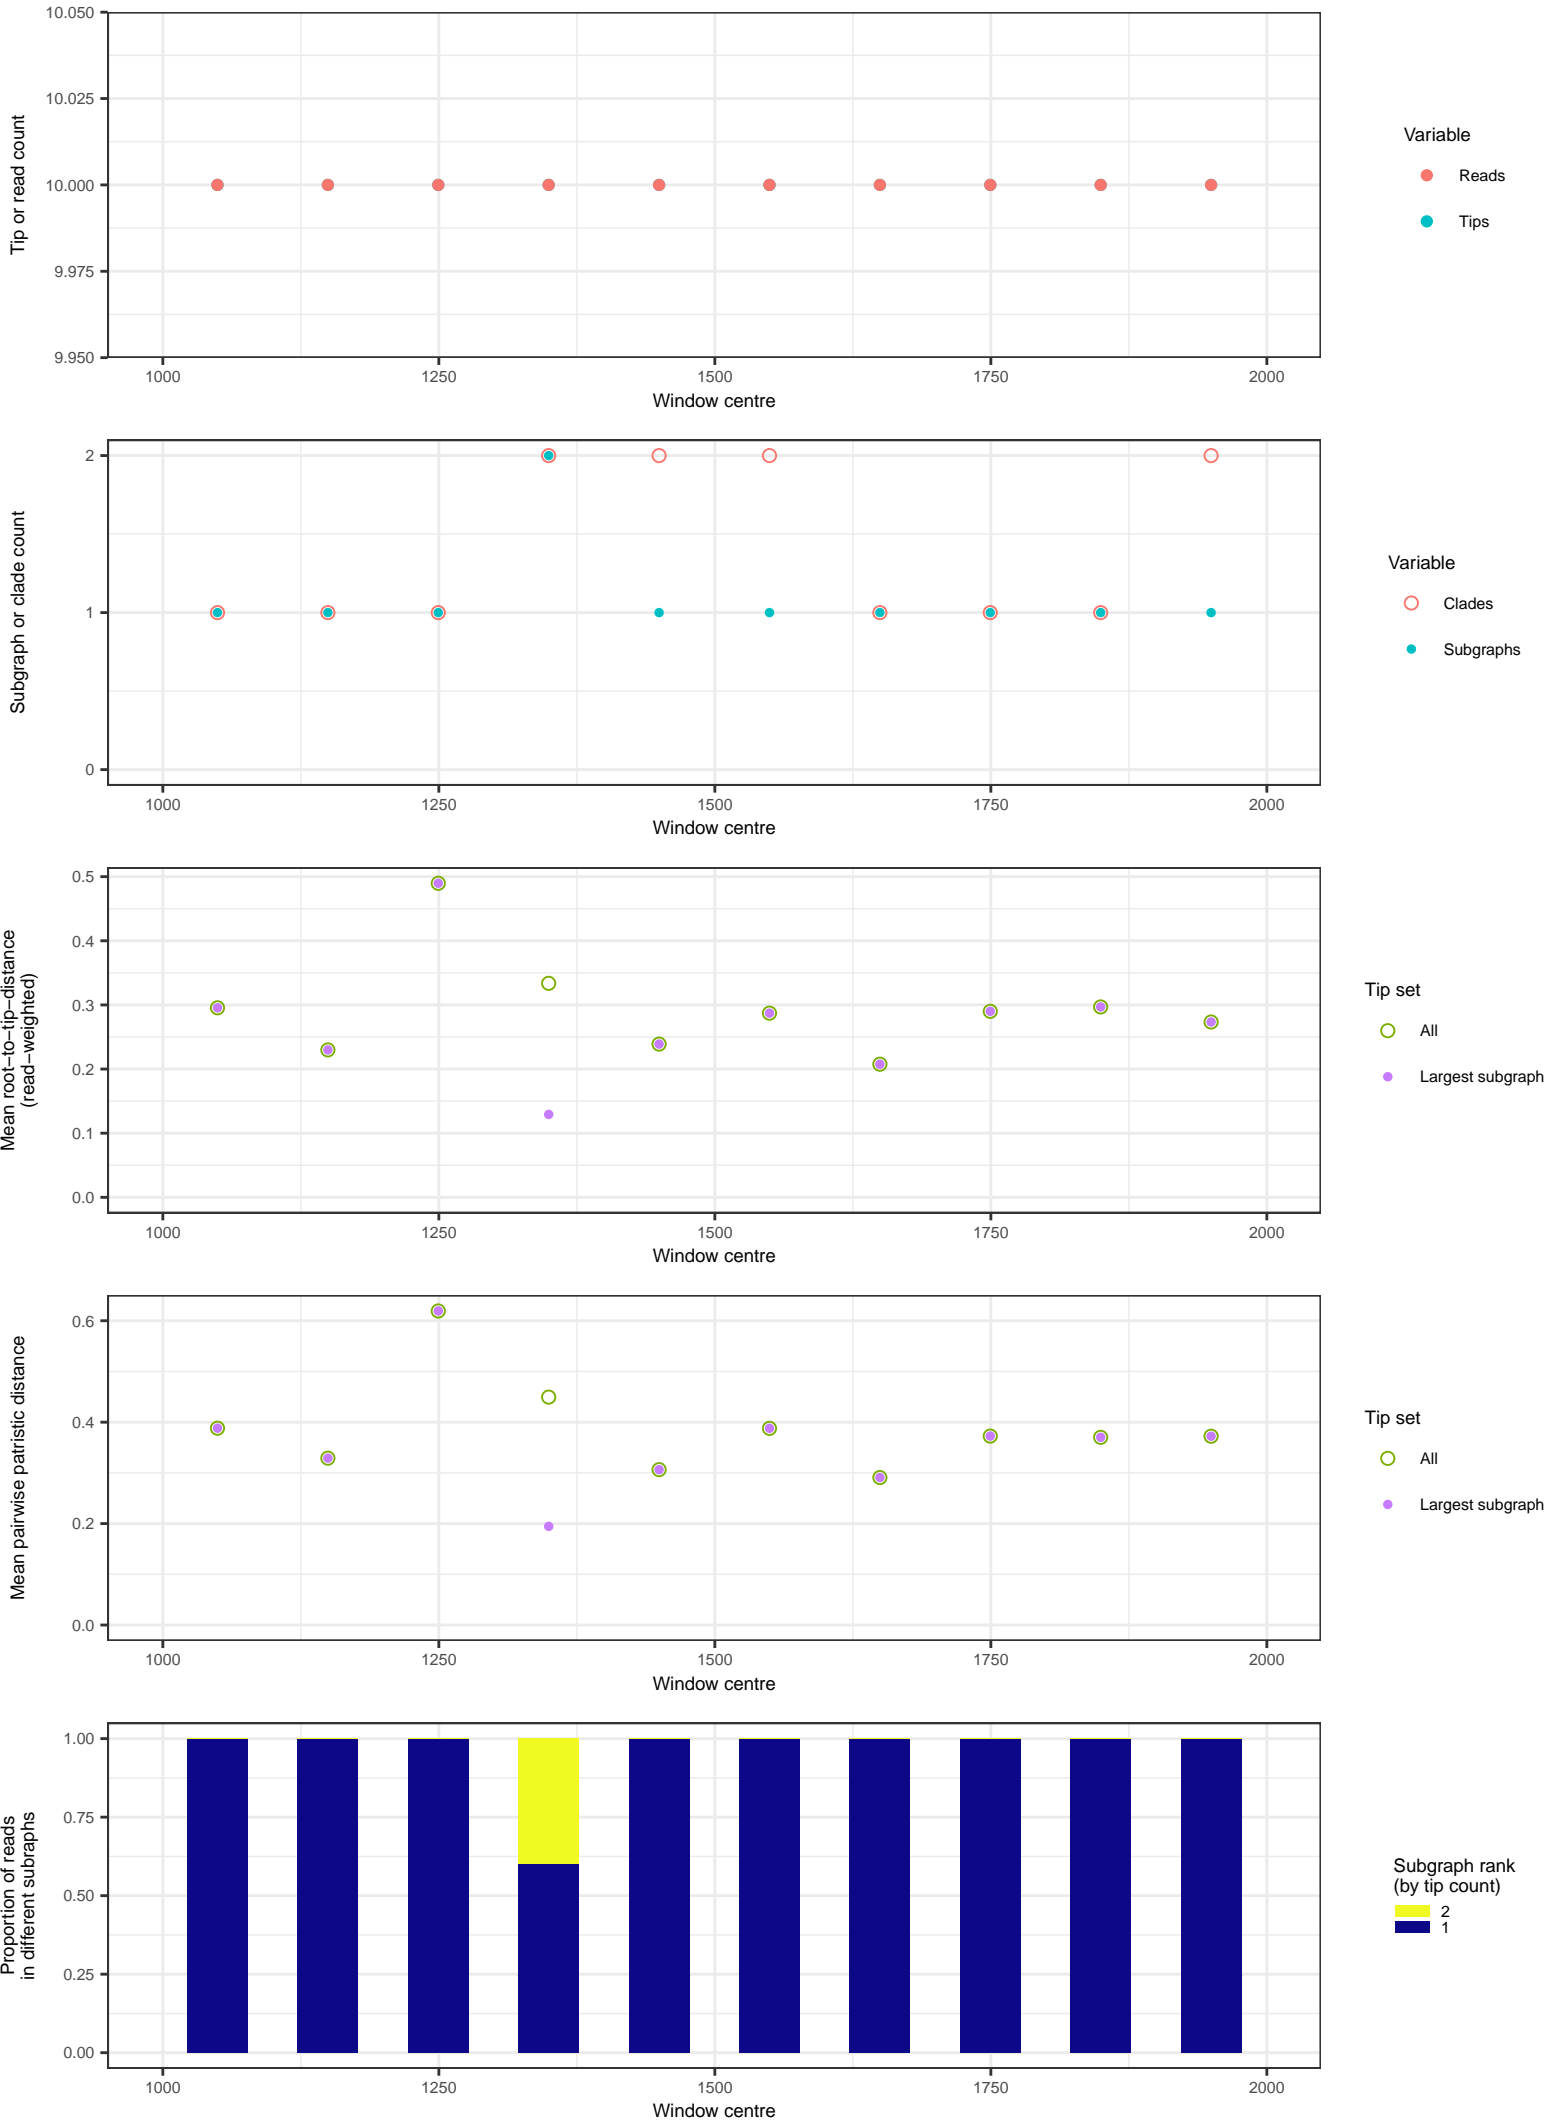 10.050
10.025
10.000
9.975
9.950
Tip or read count
1000 1250 1500 1750 2000
Window centre
Variable
Reads
Tips
2
1
0
Subgraph or clade count
1000 1250 1500 1750 2000
Window centre
Variable
Clades
Subgraphs
0.5
0.4
0.3
0.2
0.1
0.0
Mean root−to−tip−distance
(read−weighted)
1000 1250 1500 1750 2000
Window centre
Tip set
All
Largest subgraph
0.6
0.4
0.2
0.0
Mean pairwise patristic distance
1000 1250 1500 1750 2000
Window centre
Tip set
All
Largest subgraph
1.00
0.75
0.50
0.25
0.00
Proportion of reads
in different subraphs
1000 1250 1500 1750 2000
Window centre
Subgraph rank
(by tip count)
2
1